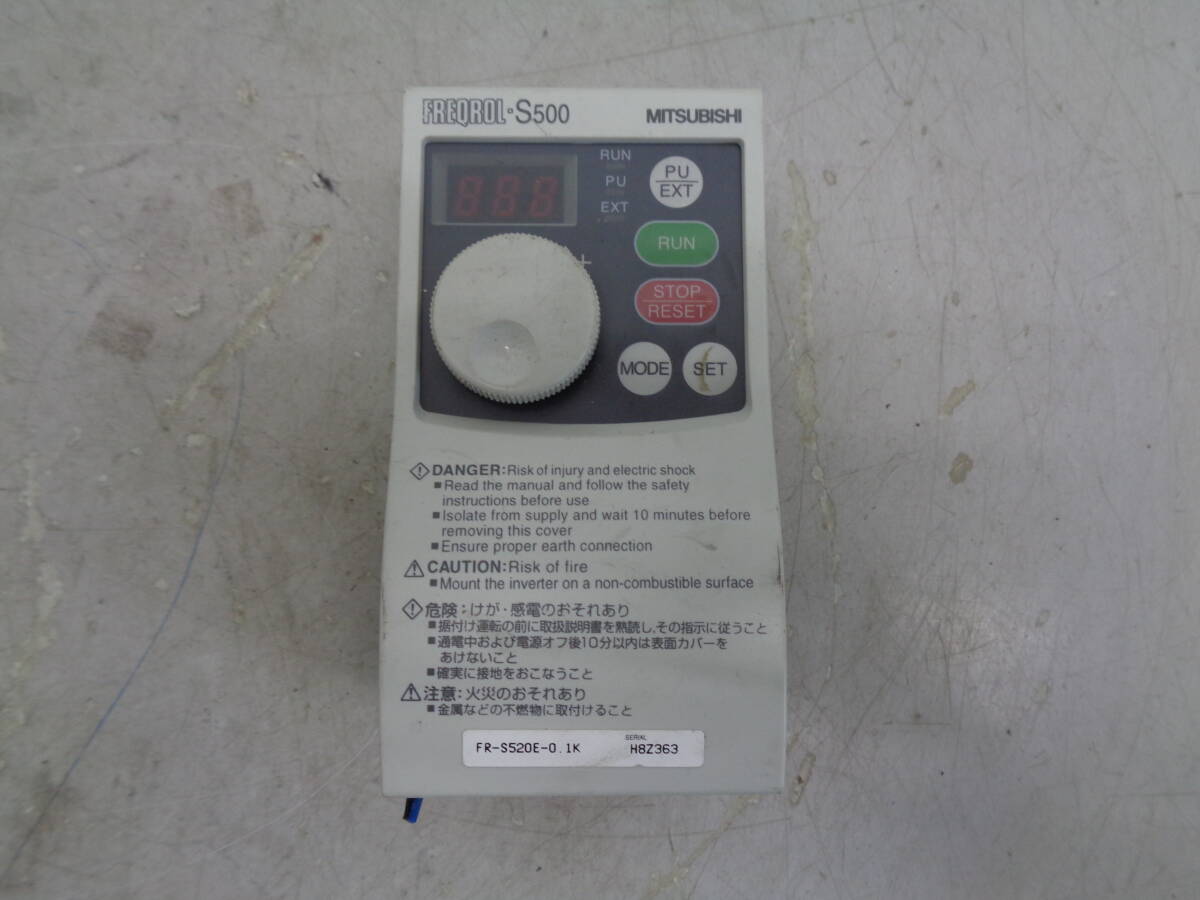 FREQROL-S500 MITSUBISHI
888
RUN
PU
EXT
PU
EXT
RUN
STOP
RESET
MODE SET
DANGER:Risk of injury and electric shock
■Read the manual and follow the safety
instructions before use
■Isolate from supply and wait 10 minutes before
removing this cover
■Ensure proper earth connection
CAUTION:Risk of fire
■Mount the inverter on a non-combustible surface
危険:けが・感電のおそれあり
■据付け運転の前に取扱説明書を熟読し、その指示に従うこと
■通電中および電源オフ後10分以内は表面カバーを
あけないこと
■確実に接地をおこなうこと
注意:火災のおそれあり
■金属などの不燃物に取付けること
SERIAL
FR-S520E-0.1K H8Z363